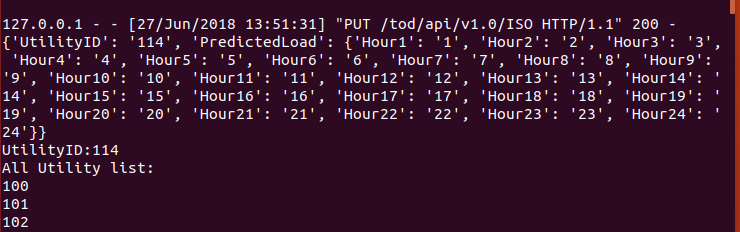 127.0.0.1 - - [27/Jun/2018 13:51:31] "PUT /tod/api/v1.0/ISO HTTP/1.1" 200 -
{'UtilityID': '114', 'PredictedLoad': {'Hour1': '1', 'Hour2': '2', 'Hour3': '3',
 'Hour4': '4', 'Hour5': '5', 'Hour6': '6', 'Hour7': '7', 'Hour8': '8', 'Hour9':
'9', 'Hour10': '10', 'Hour11': '11', 'Hour12': '12', 'Hour13': '13', 'Hour14': '
14', 'Hour15': '15', 'Hour16': '16', 'Hour17': '17', 'Hour18': '18', 'Hour19': '
19', 'Hour20': '20', 'Hour21': '21', 'Hour22': '22', 'Hour23': '23', 'Hour24': '
24'}}
UtilityID:114
All Utility list:
100
101
102